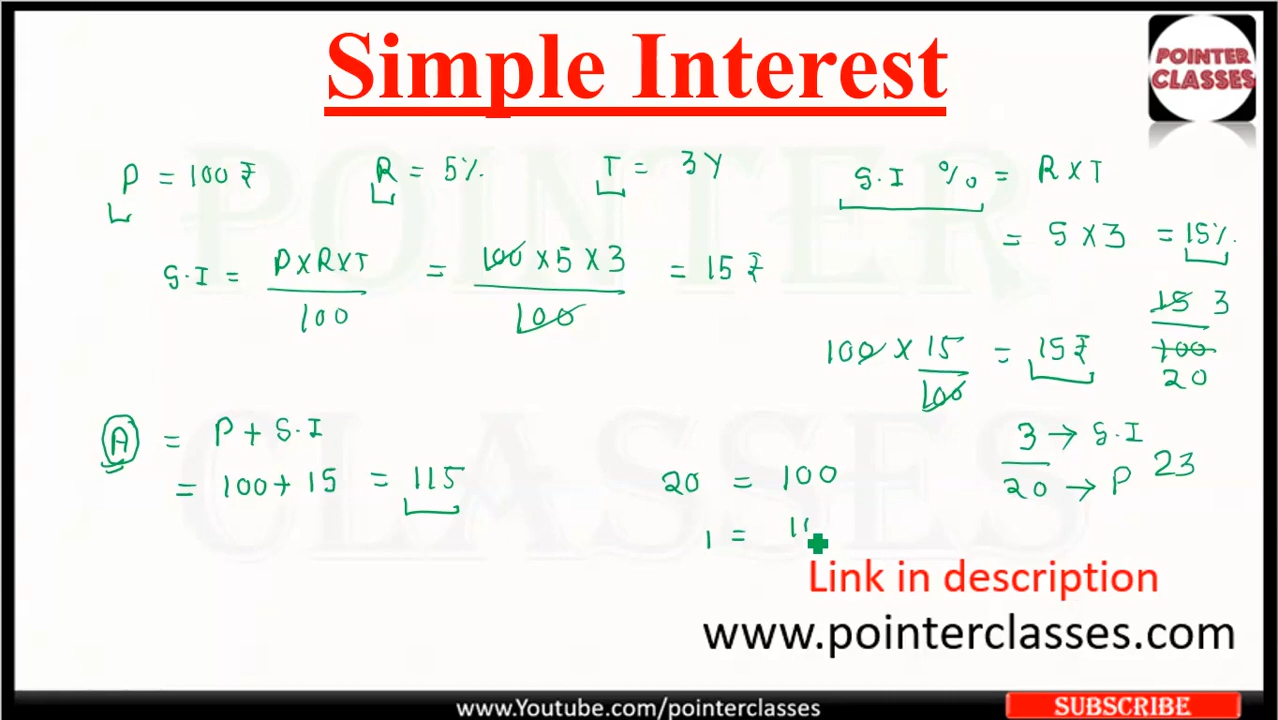 Simple Interest
POINTER
CLASSES
P = 100 ₹
R = 5%
T = 3Y
S.I % = R X T
= 5 X 3 = 15%
S.I = P X R X T / 100 = 100 X 5 X 3 / 100 = 15 ₹
15 3
100
20
100 X 15 / 100 = 15 ₹
A = P + S.I
= 100 + 15 = 115
3 → S.I
20 → P 23
20 = 100
1 =
POINTER
CLASSES
Link in description
www.pointerclasses.com
www.Youtube.com/pointerclasses
SUBSCRIBE